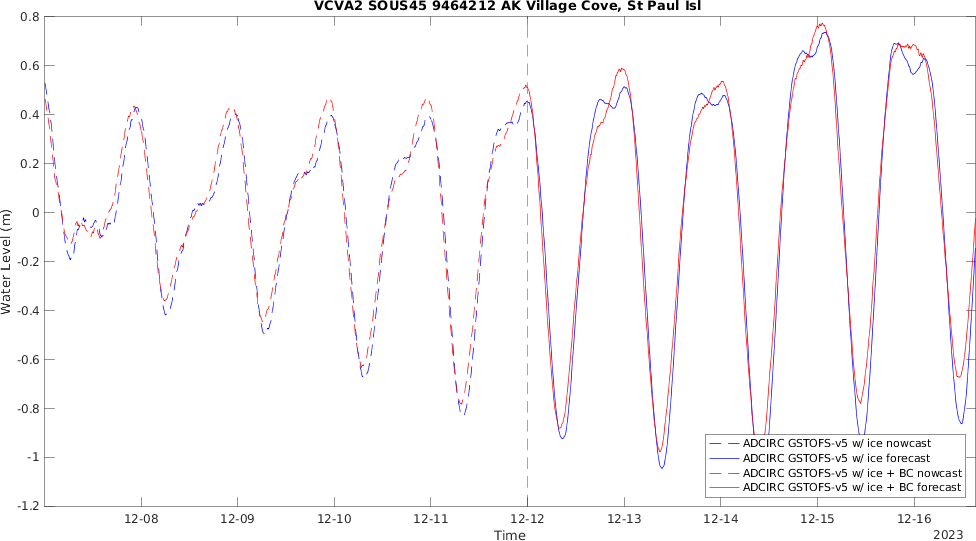 VCVA2 SOUS45 9464212 AK Village Cove, St Paul Isl
0.8
0.6
0.4
0.2
0
-0.2
-0.4
-0.6
-0.8
-1
-1.2
Water Level (m)
ADCIRC GSTOFS-v5 w/ ice nowcast
ADCIRC GSTOFS-v5 w/ ice forecast
ADCIRC GSTOFS-v5 w/ ice + BC nowcast
ADCIRC GSTOFS-v5 w/ ice + BC forecast
12-08 12-09 12-10 12-11 12-12 12-13 12-14 12-15 12-16
Time
2023